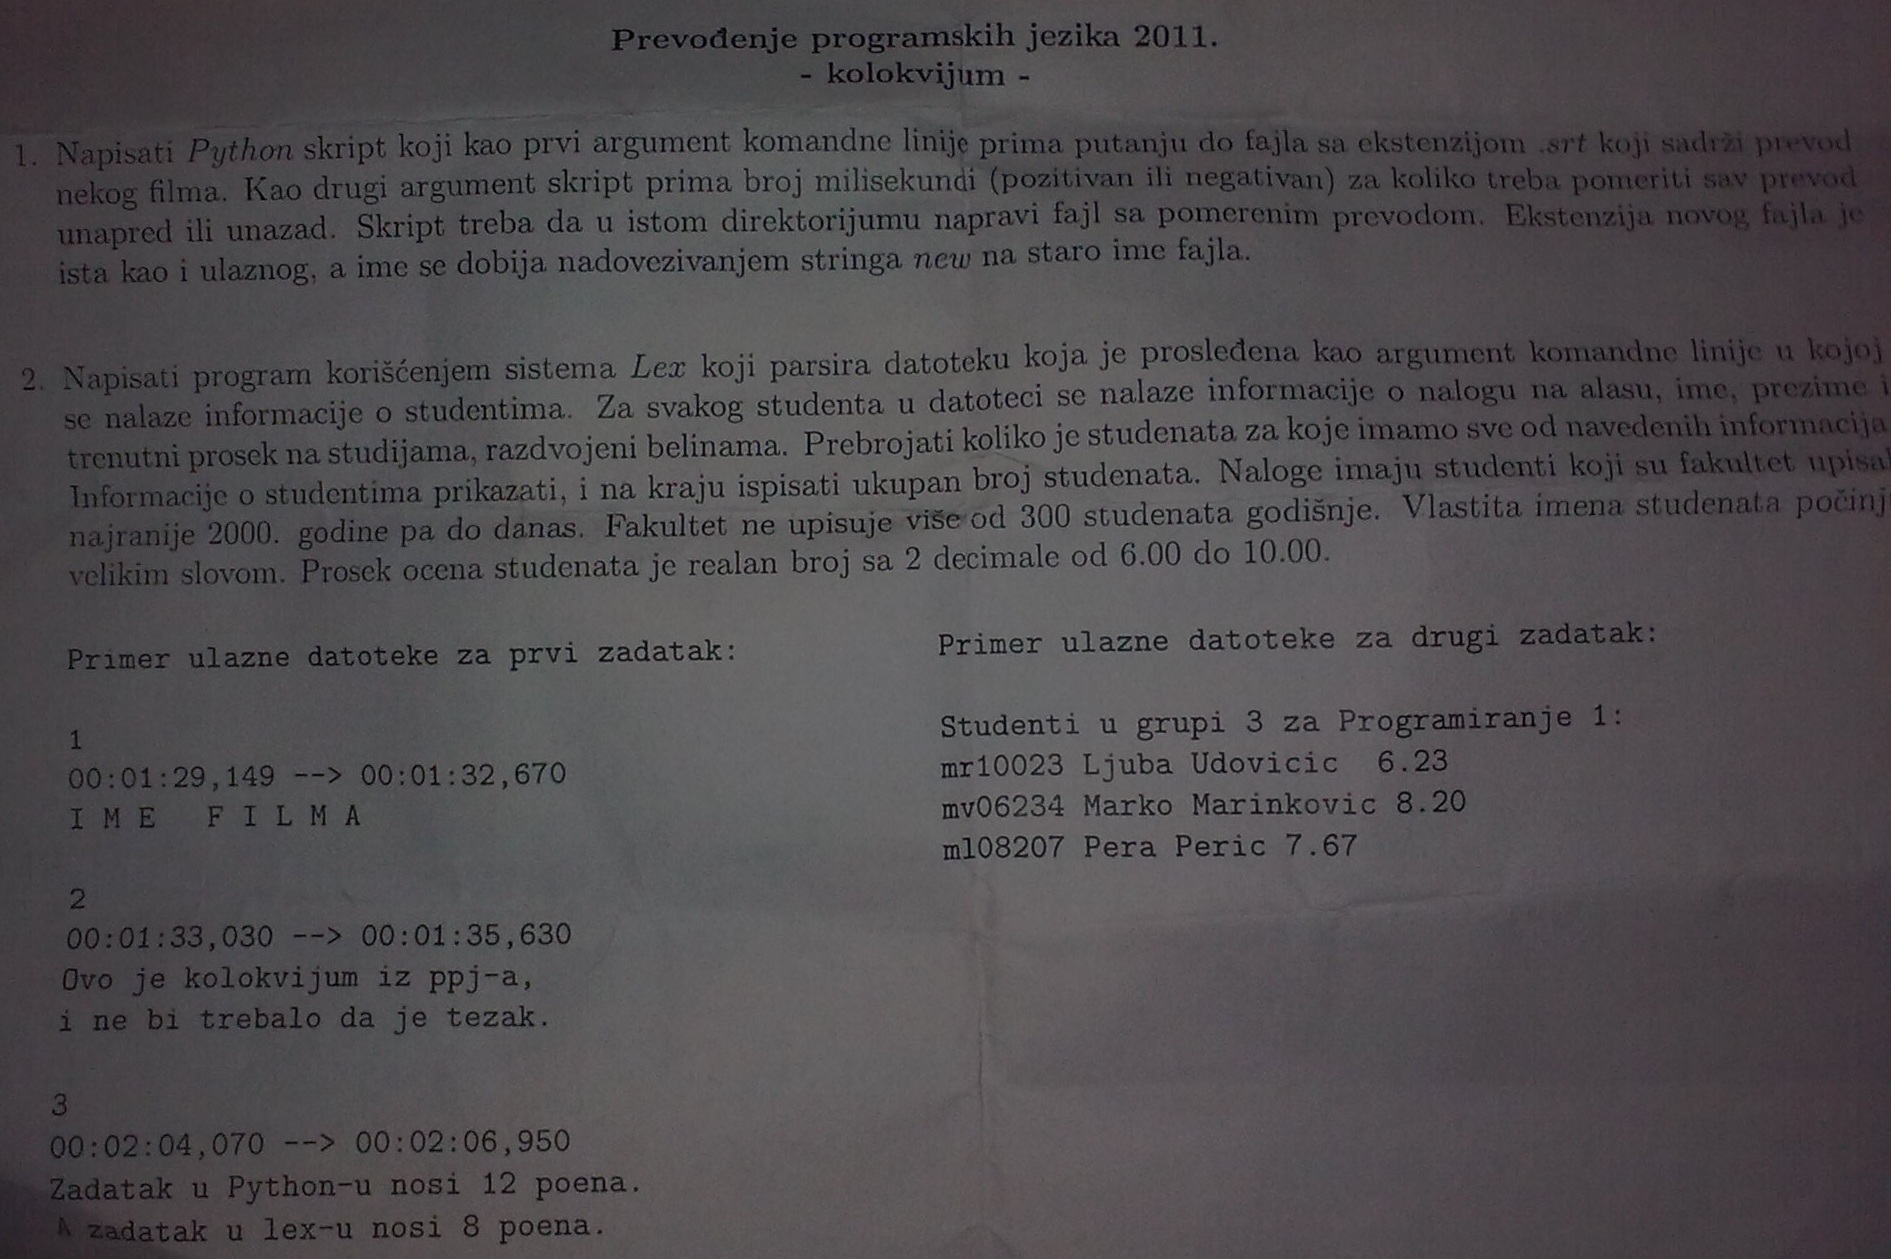 Prevođenje programskih jezika 2011.
- kolokvijum -
1. Napisati Python skript koji kao prvi argument komandne linije prima putanju do fajla sa ekstenzijom .srt koji sadrži prevod
nekog filma. Kao drugi argument skript prima broj milisekundi (pozitivan ili negativan) za koliko treba pomeriti sav prevod
unapred ili unazad. Skript treba da u istom direktorijumu napravi fajl sa pomerenim prevodom. Ekstenzija novog fajla je
ista kao i ulaznog, a ime se dobija nadovezivanjem stringa new na staro ime fajla.
2. Napisati program korišćenjem sistema Lex koji parsira datoteku koja je prosleđena kao argument komandne linije u kojoj
se nalaze informacije o studentima. Za svakog studenta u datoteci se nalaze informacije o nalogu na alasu, ime, prezime i
trenutni prosek na studijama, razdvojeni belinama. Prebrojati koliko je studenata za koje imamo sve od navedenih informacija
Informacije o studentima prikazati, i na kraju ispisati ukupan broj studenata. Naloge imaju studenti koji su fakultet upisal
najranije 2000. godine pa do danas. Fakultet ne upisuje više od 300 studenata godišnje. Vlastita imena studenata počinj
velikim slovom. Prosek ocena studenata je realan broj sa 2 decimale od 6.00 do 10.00.
Primer ulazne datoteke za prvi zadatak:
1
00:01:29,149 --> 00:01:32,670
I M E   F I L M A
2
00:01:33,030 --> 00:01:35,630
Ovo je kolokvijum iz ppj-a,
i ne bi trebalo da je tezak.
3
00:02:04,070 --> 00:02:06,950
Zadatak u Python-u nosi 12 poena.
A zadatak u lex-u nosi 8 poena.
Primer ulazne datoteke za drugi zadatak:
Studenti u grupi 3 za Programiranje 1:
mr10023 Ljuba Udovicic  6.23
mv06234 Marko Marinkovic 8.20
ml08207 Pera Peric 7.67